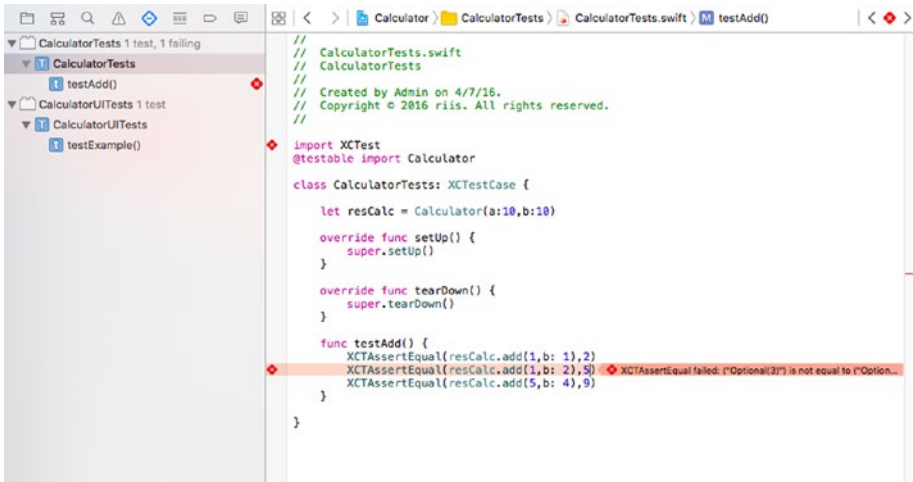 Calculator CalculatorTests CalculatorTests.swift M testAdd()
CalculatorTests 1 test, 1 failing
T CalculatorTests
t testAdd()
CalculatorUITests 1 test
T CalculatorUITests
t testExample()
//
// CalculatorTests.swift
// CalculatorTests
//
// Created by Admin on 4/7/16.
// Copyright © 2016 riis. All rights reserved.
//
import XCTest
@testable import Calculator
class CalculatorTests: XCTestCase {
let resCalc = Calculator(a:10,b:10)
override func setUp() {
super.setUp()
}
override func tearDown() {
super.tearDown()
}
func testAdd() {
XCTAssertEqual(resCalc.add(1,b: 1),2)
XCTAssertEqual(resCalc.add(1,b: 2),5) XCTAssertEqual failed: ("Optional(3)") is not equal to ("Option...
XCTAssertEqual(resCalc.add(5,b: 4),9)
}
}